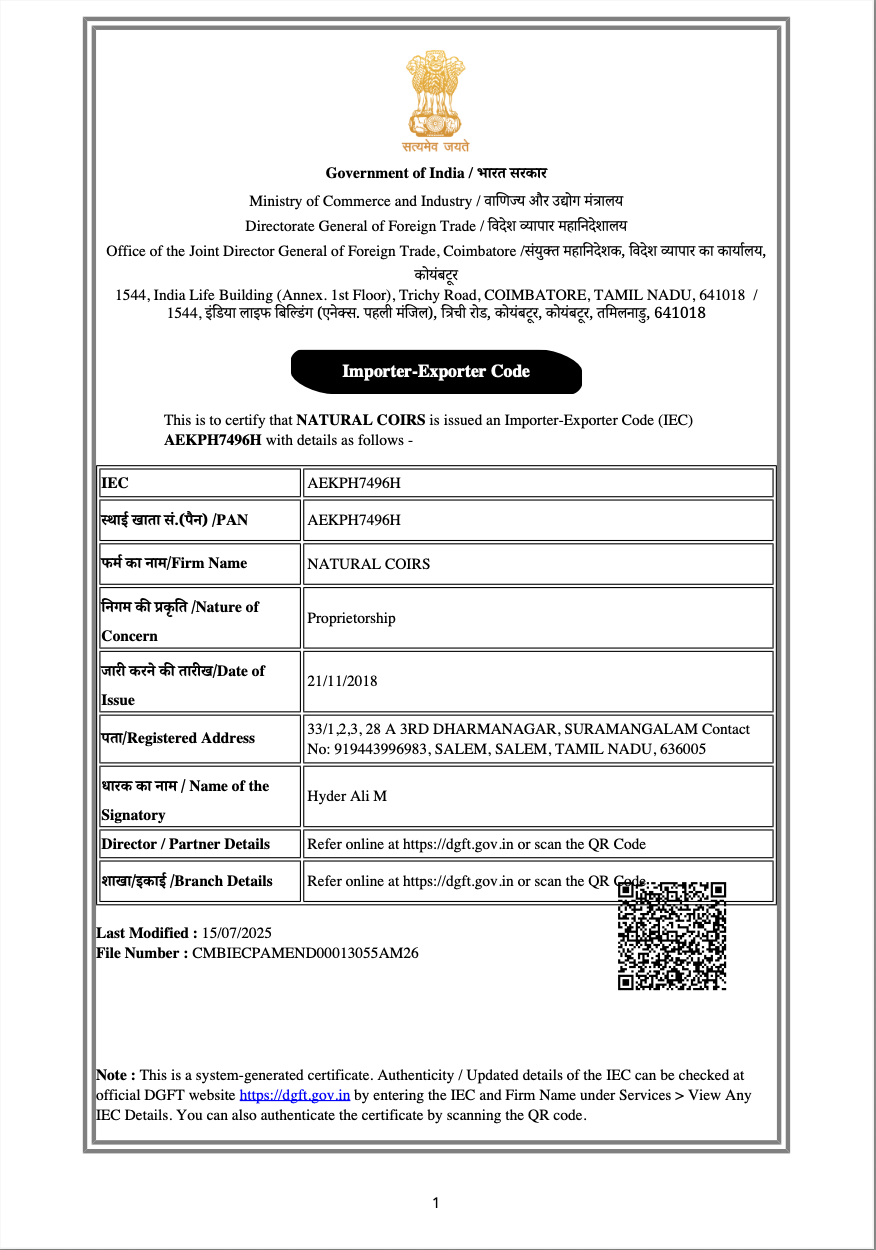 सत्यमेव जयते
Government of India / भारत सरकार
Ministry of Commerce and Industry / वाणिज्य और उद्योग मंत्रालय
Directorate General of Foreign Trade / विदेश व्यापार महानिदेशालय
Office of the Joint Director General of Foreign Trade, Coimbatore /संयुक्त महानिदेशक, विदेश व्यापार का कार्यालय,
कोयंबटूर
1544, India Life Building (Annex. 1st Floor), Trichy Road, COIMBATORE, TAMIL NADU, 641018 /
1544, इंडिया लाइफ बिल्डिंग (एनेक्स. पहली मंजिल), त्रिची रोड, कोयंबटूर, कोयंबटूर, तमिलनाडु, 641018
Importer-Exporter Code
This is to certify that NATURAL COIRS is issued an Importer-Exporter Code (IEC)
AEKPH7496H with details as follows -
IEC AEKPH7496H
स्थाई खाता सं.(पैन) /PAN AEKPH7496H
फर्म का नाम/Firm Name NATURAL COIRS
निगम की प्रकृति /Nature of
Concern
Proprietorship
जारी करने की तारीख/Date of
Issue
21/11/2018
पता/Registered Address
33/1,2,3, 28 A 3RD DHARMANAGAR, SURAMANGALAM Contact
No: 919443996983, SALEM, SALEM, TAMIL NADU, 636005
धारक का नाम / Name of the
Signatory
Hyder Ali M
Director / Partner Details Refer online at https://dgft.gov.in or scan the QR Code
शाखा/इकाई /Branch Details Refer online at https://dgft.gov.in or scan the QR Code
Last Modified : 15/07/2025
File Number : CMBIECPAMEND00013055AM26
Note : This is a system-generated certificate. Authenticity / Updated details of the IEC can be checked at
official DGFT website https://dgft.gov.in by entering the IEC and Firm Name under Services > View Any
IEC Details. You can also authenticate the certificate by scanning the QR code.
1